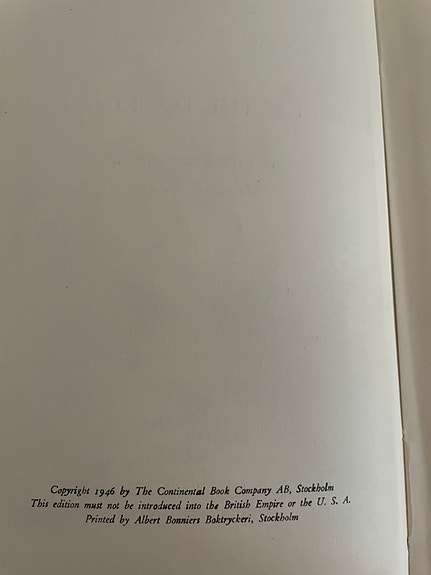 Copyright 1946 by The Continental Book Company AB, Stockholm
This edition must not be introduced into the British Empire or the U. S. A.
Printed by Albert Bonniers Boktryckeri, Stockholm